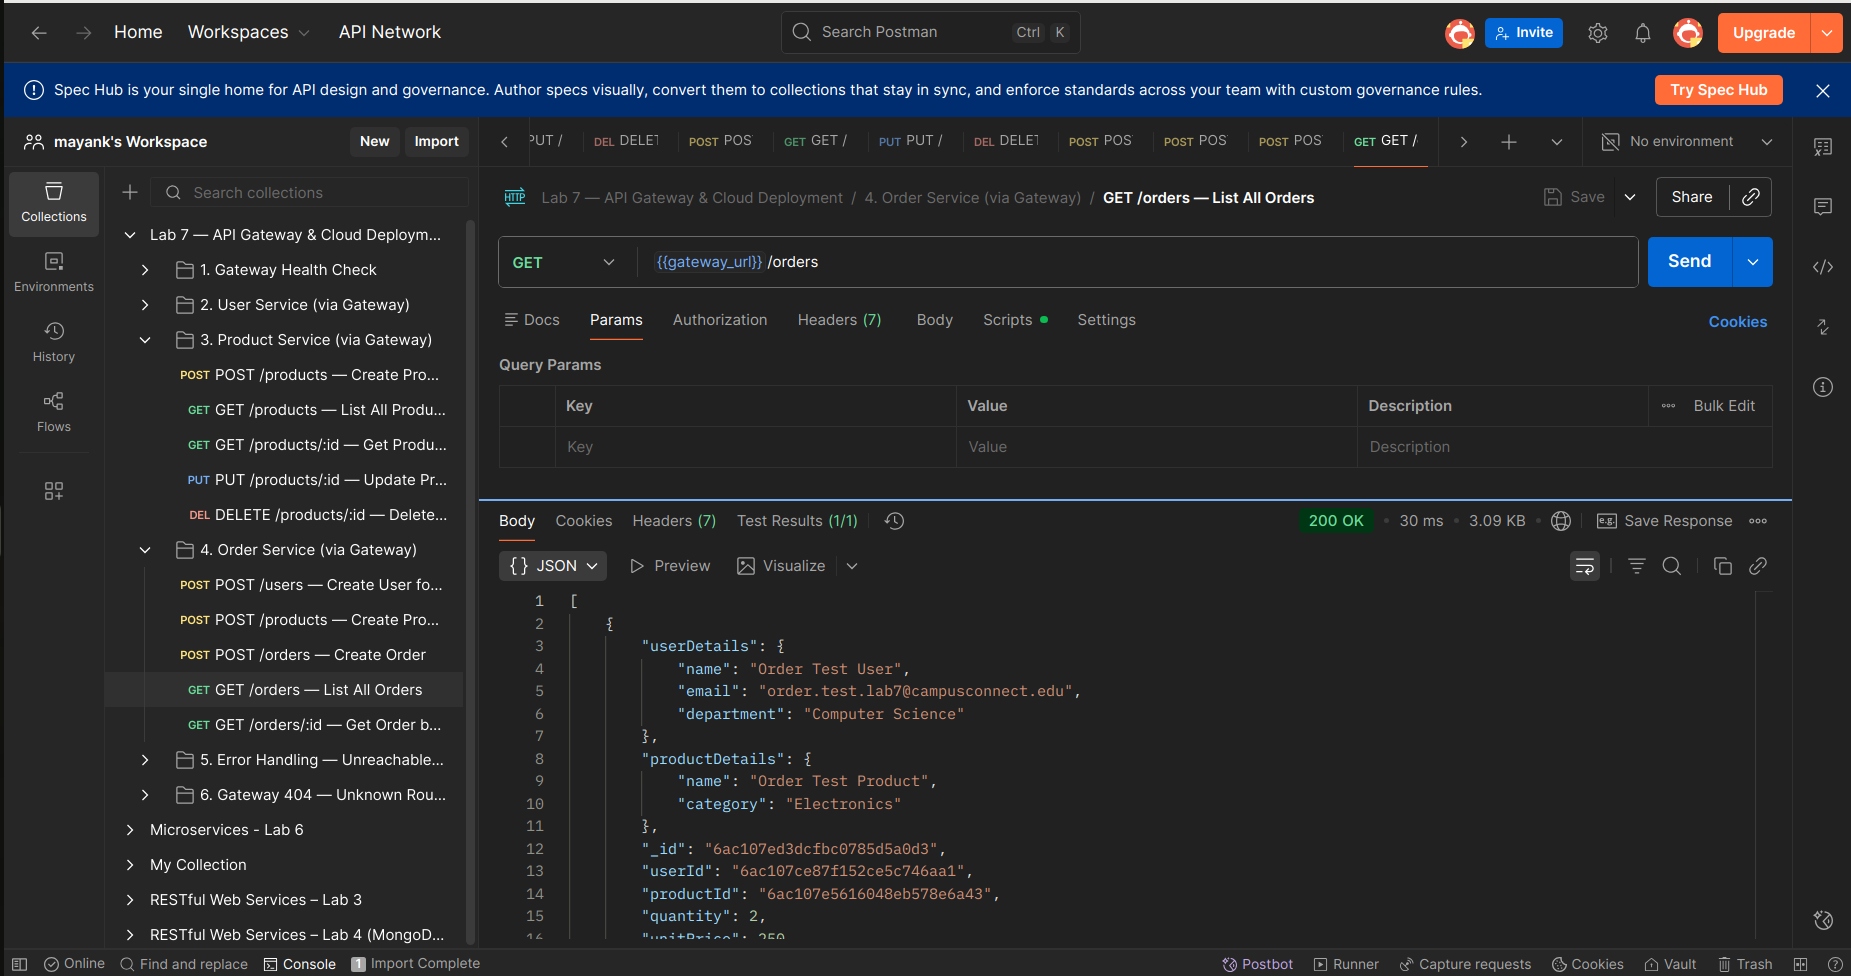 Home Workspaces API Network Search Postman Ctrl K Invite Upgrade
Spec Hub is your single home for API design and governance. Author specs visually, convert them to collections that stay in sync, and enforce standards across your team with custom governance rules. Try Spec Hub
mayank's Workspace New Import
PUT / DEL DELET POST POS GET GET / PUT PUT / DEL DELET POST POS POST POS POST POS GET GET / No environment
Collections
Environments
History
Flows
Search collections
Lab 7 — API Gateway & Cloud Deploym...
1. Gateway Health Check
2. User Service (via Gateway)
3. Product Service (via Gateway)
POST POST /products — Create Pro...
GET GET /products — List All Produ...
GET GET /products/:id — Get Produ...
PUT PUT /products/:id — Update Pr...
DEL DELETE /products/:id — Delete...
4. Order Service (via Gateway)
POST POST /users — Create User fo...
POST POST /products — Create Pro...
POST POST /orders — Create Order
GET GET /orders — List All Orders
GET GET /orders/:id — Get Order b...
5. Error Handling — Unreachable...
6. Gateway 404 — Unknown Rou...
Microservices - Lab 6
My Collection
RESTful Web Services – Lab 3
RESTful Web Services – Lab 4 (MongoD...
HTTP Lab 7 — API Gateway & Cloud Deployment / 4. Order Service (via Gateway) / GET /orders — List All Orders Save Share
GET {{gateway_url}} /orders Send
Docs Params Authorization Headers (7) Body Scripts Settings Cookies
Query Params
Key Value Description Bulk Edit
Key Value Description
Body Cookies Headers (7) Test Results (1/1) 200 OK 30 ms 3.09 KB e.g. Save Response
{} JSON Preview Visualize
1 [
2 {
3 "userDetails": {
4 "name": "Order Test User",
5 "email": "order.test.lab7@campusconnect.edu",
6 "department": "Computer Science"
7 },
8 "productDetails": {
9 "name": "Order Test Product",
10 "category": "Electronics"
11 },
12 "_id": "6ac107ed3dcfbc0785d5a0d3",
13 "userId": "6ac107ce87f152ce5c746aa1",
14 "productId": "6ac107e5616048eb578e6a43",
15 "quantity": 2,
16 "unitPrice": 250
Online Find and replace Console 1 Import Complete Postbot Runner Capture requests Cookies Vault Trash